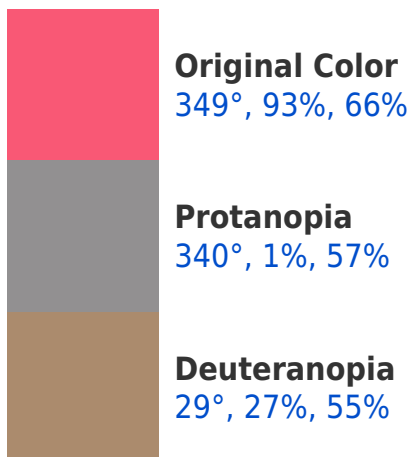 Original Color
349°, 93%, 66%
Protanopia
340°, 1%, 57%
Deuteranopia
29°, 27%, 55%